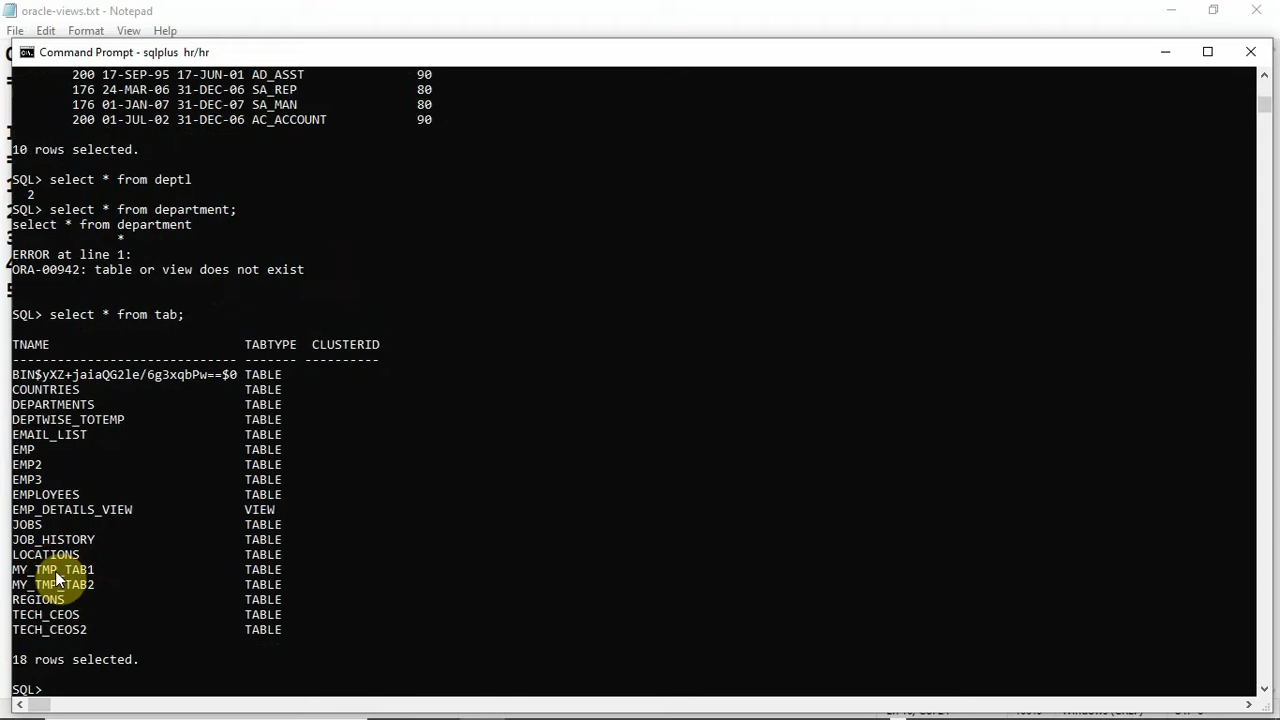 oracle-views.txt - Notepad
File Edit Format View Help
Command Prompt - sqlplus hr/hr
200 17-SEP-95 17-JUN-01 AD_ASST 90
176 24-MAR-06 31-DEC-06 SA_REP 80
176 01-JAN-07 31-DEC-07 SA_MAN 80
200 01-JUL-02 31-DEC-06 AC_ACCOUNT 90
10 rows selected.
SQL> select * from deptl
2
SQL> select * from department;
select * from department
*
ERROR at line 1:
ORA-00942: table or view does not exist
SQL> select * from tab;
TNAME TABTYPE CLUSTERID
------------------------------ ------- ----------
BIN$yXZ+jaiaQG2le/6g3xqbPw==$0 TABLE
COUNTRIES TABLE
DEPARTMENTS TABLE
DEPTWISE_TOTEMP TABLE
EMAIL_LIST TABLE
EMP TABLE
EMP2 TABLE
EMP3 TABLE
EMPLOYEES TABLE
EMP_DETAILS_VIEW VIEW
JOBS TABLE
JOB_HISTORY TABLE
LOCATIONS TABLE
MY_TMP_TAB1 TABLE
MY_TMP_TAB2 TABLE
REGIONS TABLE
TECH_CEOS TABLE
TECH_CEOS2 TABLE
18 rows selected.
SQL>